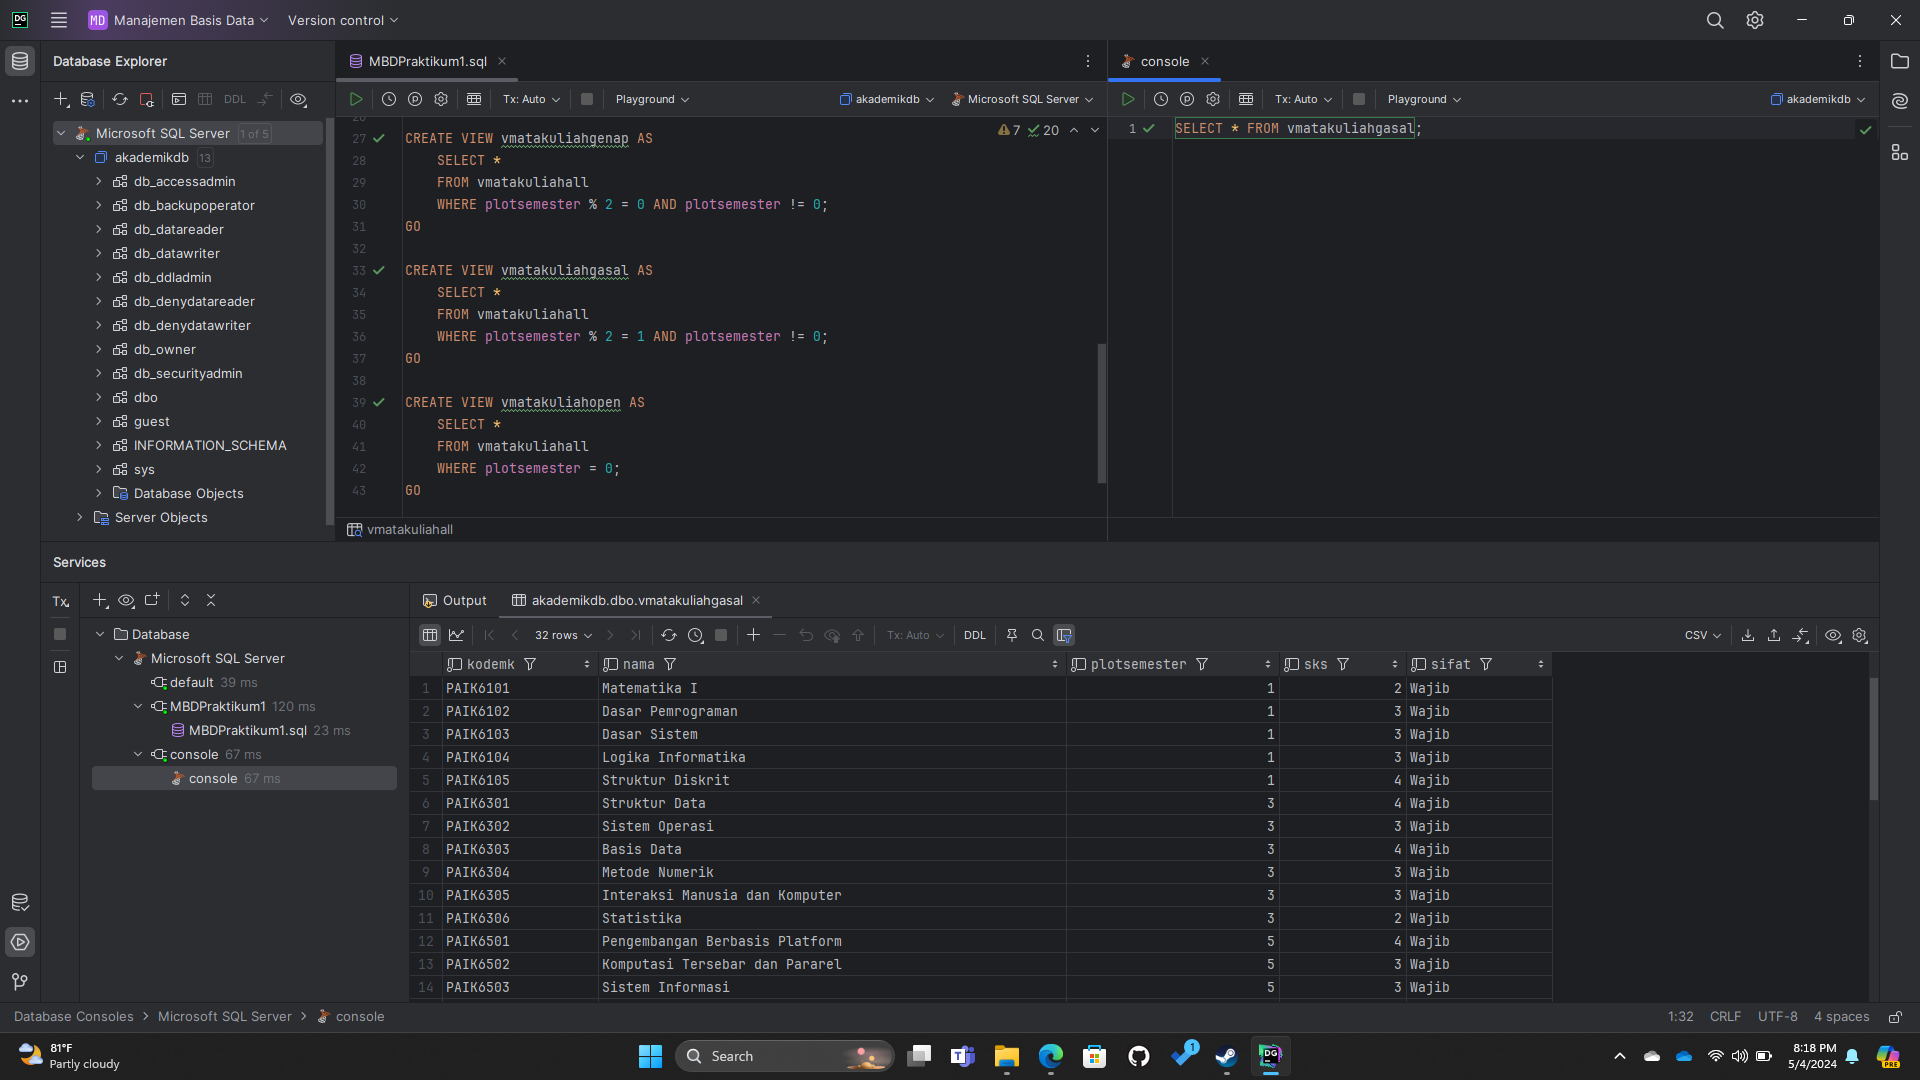 DG
MD Manajemen Basis Data
Version control
Database Explorer
DDL
Microsoft SQL Server 1 of 5
akademikdb 13
db_accessadmin
db_backupoperator
db_datareader
db_datawriter
db_ddladmin
db_denydatareader
db_denydatawriter
db_owner
db_securityadmin
dbo
guest
INFORMATION_SCHEMA
sys
Database Objects
Server Objects
MBDPraktikum1.sql
Tx: Auto
Playground
akademikdb
Microsoft SQL Server
7 20
27 CREATE VIEW vmatakuliahgenap AS
28 SELECT *
29 FROM vmatakuliahall
30 WHERE plotsemester % 2 = 0 AND plotsemester != 0;
31 GO
32
33 CREATE VIEW vmatakuliahgasal AS
34 SELECT *
35 FROM vmatakuliahall
36 WHERE plotsemester % 2 = 1 AND plotsemester != 0;
37 GO
38
39 CREATE VIEW vmatakuliahopen AS
40 SELECT *
41 FROM vmatakuliahall
42 WHERE plotsemester = 0;
43 GO
vmatakuliahall
console
Tx: Auto
Playground
akademikdb
1 SELECT * FROM vmatakuliahgasal;
Services
Tx
Database
Microsoft SQL Server
default 39 ms
MBDPraktikum1 120 ms
MBDPraktikum1.sql 23 ms
console 67 ms
console 67 ms
Output
akademikdb.dbo.vmatakuliahgasal
32 rows
Tx: Auto
DDL
CSV
kodemk nama plotsemester sks sifat
1 PAIK6101 Matematika I 1 2 Wajib
2 PAIK6102 Dasar Pemrograman 1 3 Wajib
3 PAIK6103 Dasar Sistem 1 3 Wajib
4 PAIK6104 Logika Informatika 1 3 Wajib
5 PAIK6105 Struktur Diskrit 1 4 Wajib
6 PAIK6301 Struktur Data 3 4 Wajib
7 PAIK6302 Sistem Operasi 3 3 Wajib
8 PAIK6303 Basis Data 3 4 Wajib
9 PAIK6304 Metode Numerik 3 3 Wajib
10 PAIK6305 Interaksi Manusia dan Komputer 3 3 Wajib
11 PAIK6306 Statistika 3 2 Wajib
12 PAIK6501 Pengembangan Berbasis Platform 5 4 Wajib
13 PAIK6502 Komputasi Tersebar dan Pararel 5 3 Wajib
14 PAIK6503 Sistem Informasi 5 3 Wajib
Database Consoles > Microsoft SQL Server > console
1:32 CRLF UTF-8 4 spaces
81°F
Partly cloudy
Search
1
DG
8:18 PM
5/4/2024
PRE